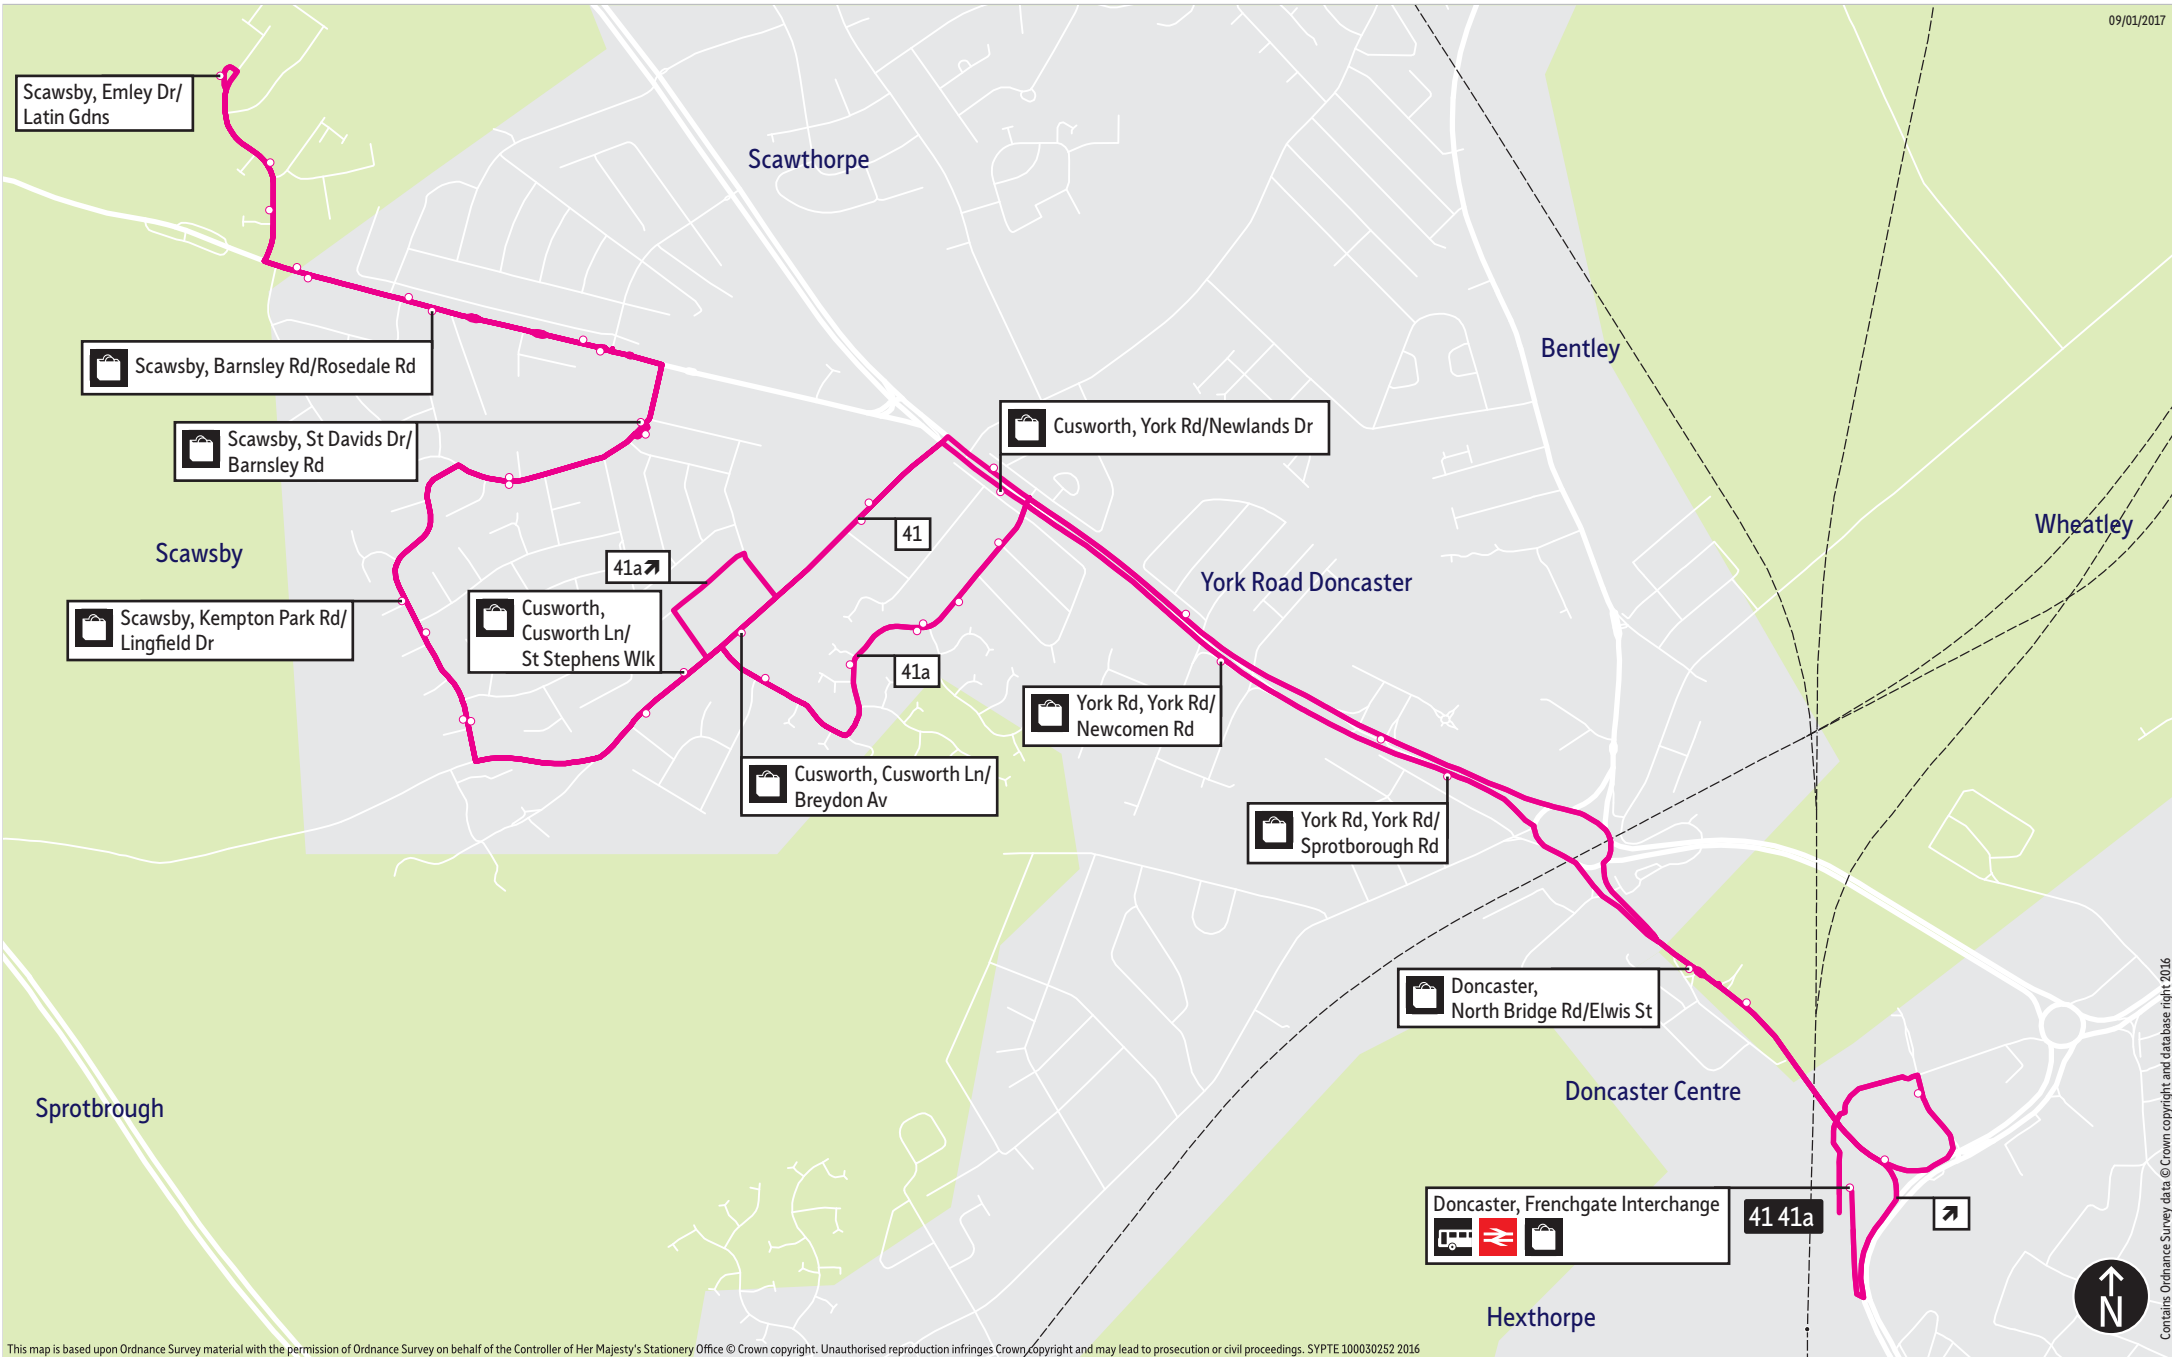 09/01/2017
Scawsby, Emley Dr/
Latin Gdns
Scawthorpe
Bentley
Scawsby, Barnsley Rd/Rosedale Rd
Cusworth, York Rd/Newlands Dr
Scawsby, St Davids Dr/
Barnsley Rd
Wheatley
41
Scawsby
41a
York Road Doncaster
Scawsby, Kempton Park Rd/
Lingfield Dr
Cusworth,
Cusworth Ln/
St Stephens Wlk
41a
York Rd, York Rd/
Newcomen Rd
Cusworth, Cusworth Ln/
Breydon Av
York Rd, York Rd/
Sprotborough Rd
Doncaster,
North Bridge Rd/Elwis St
Doncaster Centre
Sprotbrough
Doncaster, Frenchgate Interchange
41 41a
Hexthorpe
N
This map is based upon Ordnance Survey material with the permission of Ordnance Survey on behalf of the Controller of Her Majesty's Stationery Office © Crown copyright. Unauthorised reproduction infringes Crown copyright and may lead to prosecution or civil proceedings. SYPTE 100030252 2016
Contains Ordnance Survey data © Crown copyright and database right 2016